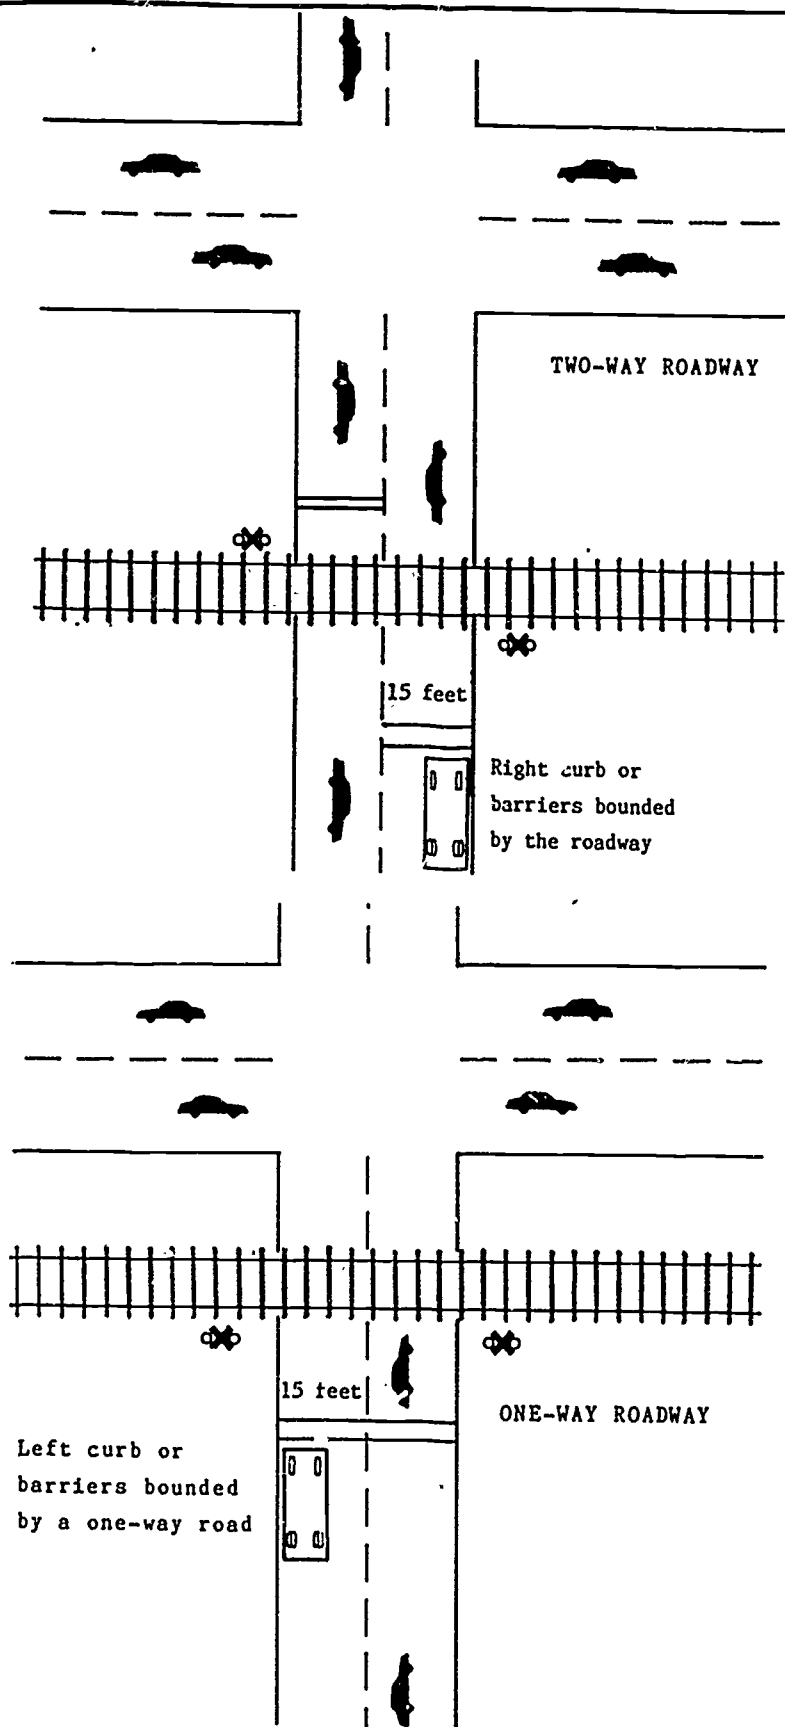 TWO-WAY ROADWAY
15 feet
Right curb or
barriers bounded
by the roadway
15 feet
ONE-WAY ROADWAY
Left curb or
barriers bounded
by a one-way road